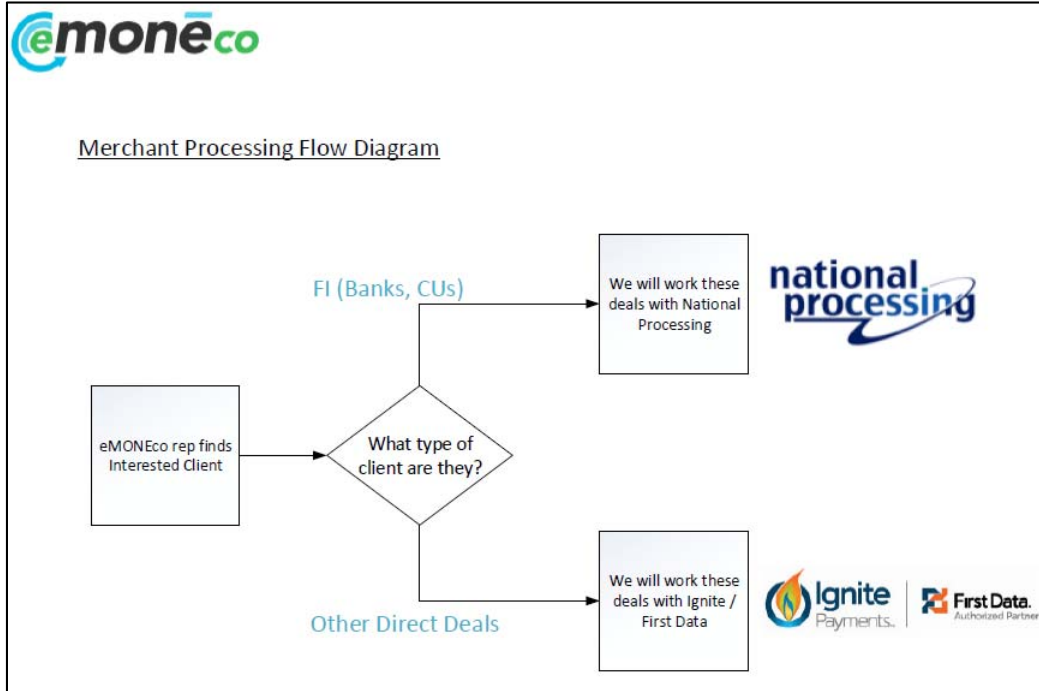 emonēco
Merchant Processing Flow Diagram
FI (Banks, CUs)
We will work these
deals with National
Processing
national
processing
eMONEco rep finds
Interested Client
What type of
client are they?
Other Direct Deals
We will work these
deals with Ignite /
First Data
Ignite
Payments™
First Data.
Authorized Partner